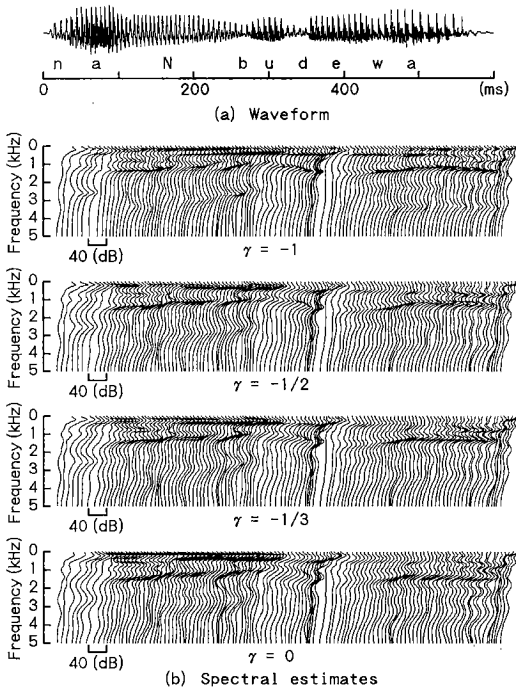 n a N b u d e w a
0 200 400 (ms)
(a) Waveform
Frequency (kHz)
0
1
2
3
4
5
40 (dB)
γ = -1
Frequency (kHz)
0
1
2
3
4
5
40 (dB)
γ = -1/2
Frequency (kHz)
0
1
2
3
4
5
40 (dB)
γ = -1/3
Frequency (kHz)
0
1
2
3
4
5
40 (dB)
γ = 0
(b) Spectral estimates